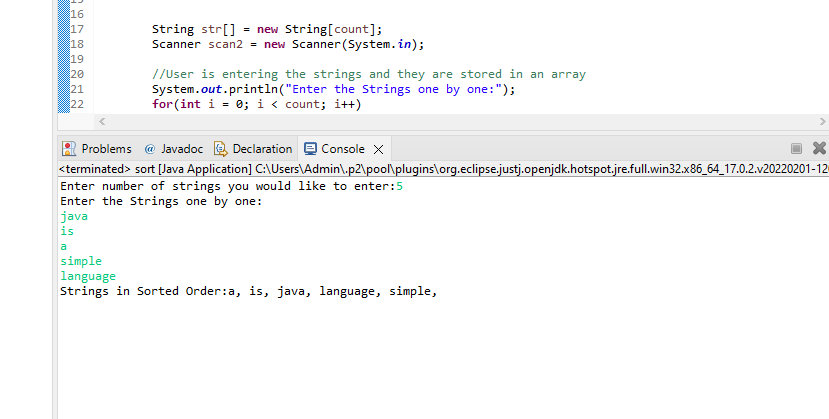 16
17 String str[] = new String[count];
18 Scanner scan2 = new Scanner(System.in);
19
20 //User is entering the strings and they are stored in an array
21 System.out.println("Enter the Strings one by one:");
22 for(int i = 0; i < count; i++)
Problems @ Javadoc Declaration Console
<terminated> sort [Java Application] C:\Users\Admin\.p2\pool\plugins\org.eclipse.justj.openjdk.hotspot.jre.full.win32.x86_64_17.0.2.v20220201-120
Enter number of strings you would like to enter:5
Enter the Strings one by one:
java
is
a
simple
language
Strings in Sorted Order:a, is, java, language, simple,